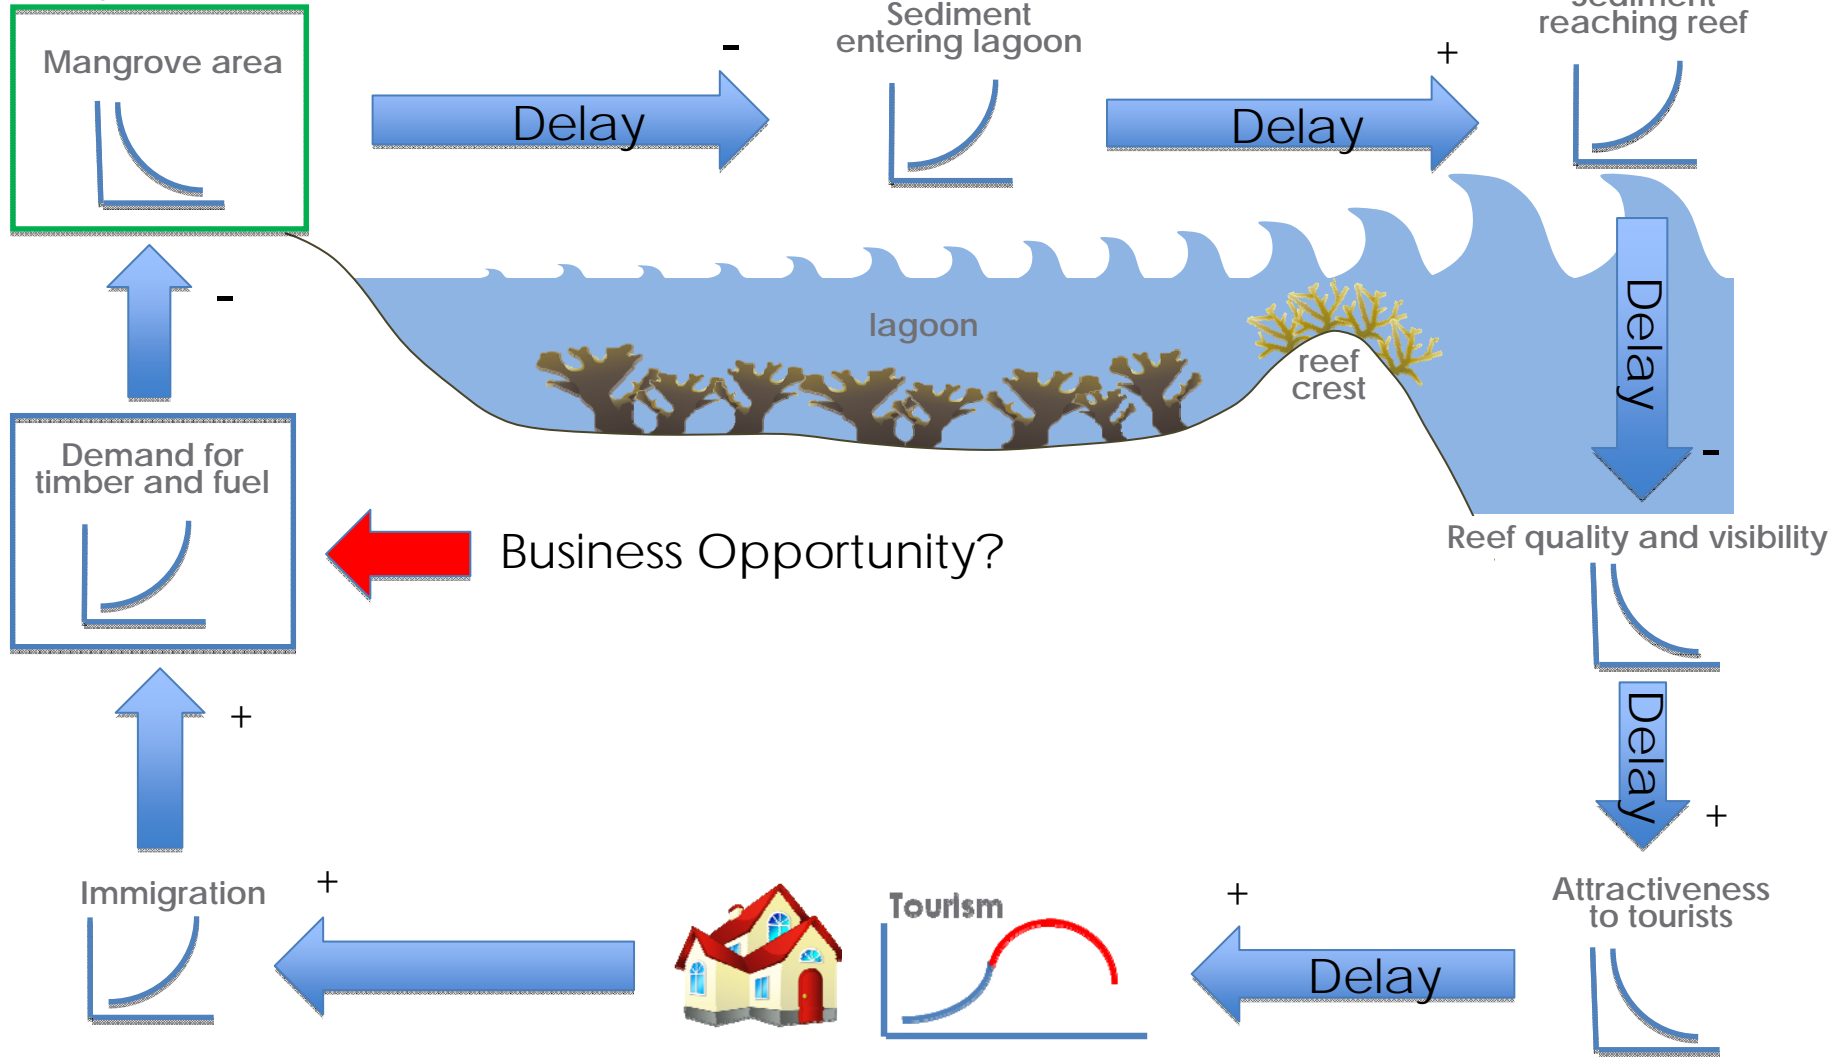 Mangrove area
-
Delay
Sediment
entering lagoon
+
Delay
Sediment
reaching reef
-
lagoon
reef
crest
Delay
-
Demand for
timber and fuel
Business Opportunity?
Reef quality and visibility
+
Delay
+
Immigration
+
Tourism
+
Delay
Attractiveness
to tourists